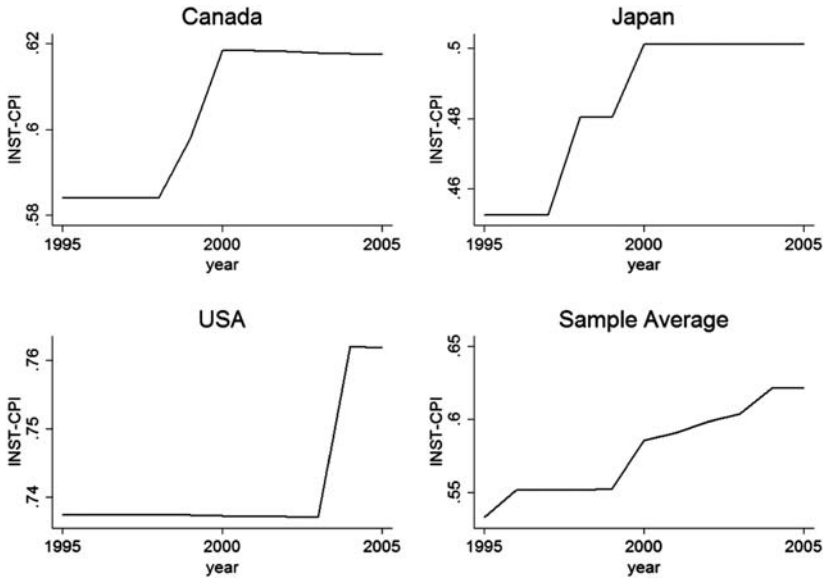 Canada
INST-CPI
.62
.6
.58
1995
2000
2005
year
Japan
INST-CPI
.5
.48
.46
1995
2000
2005
year
USA
INST-CPI
.76
.75
.74
1995
2000
2005
year
Sample Average
INST-CPI
.65
.6
.55
1995
2000
2005
year